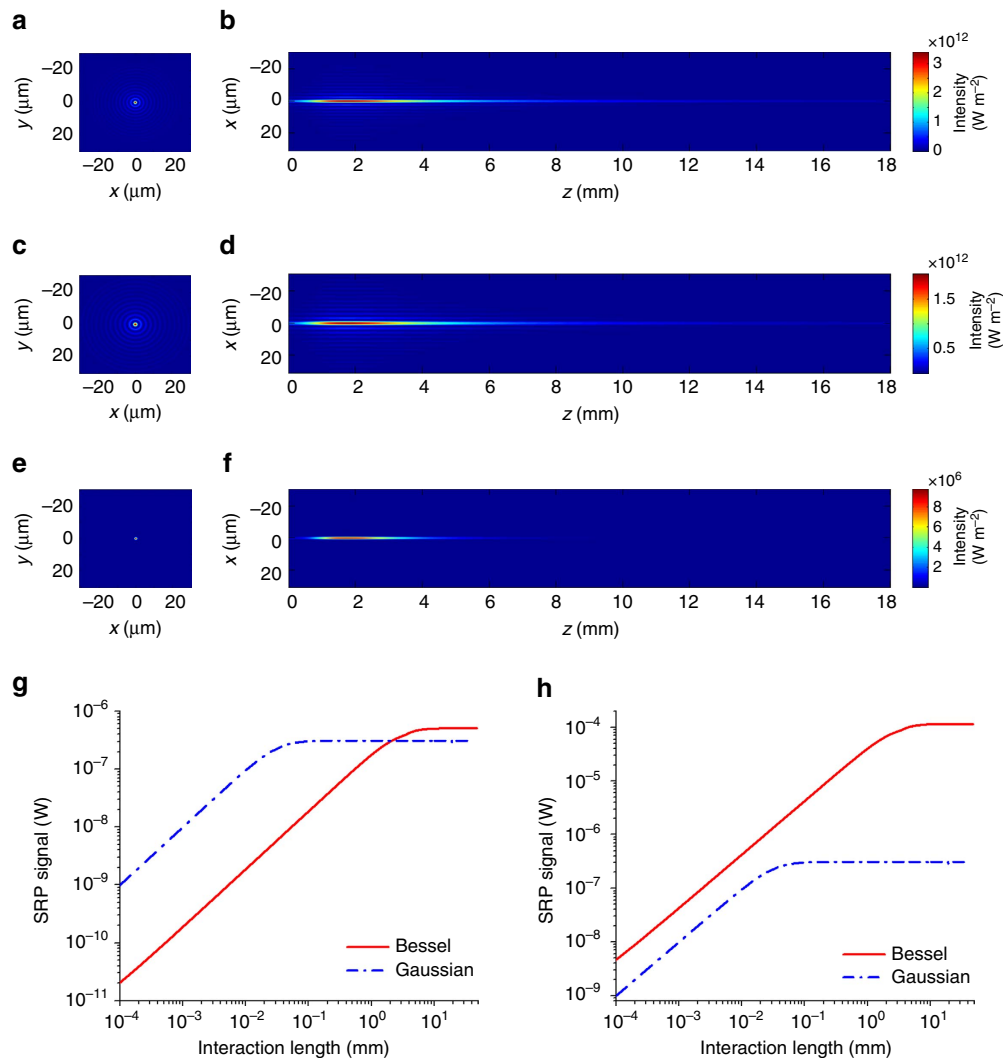 a
b
−20
0
20
y (μm)
−20 0 20
x (μm)
−20
0
20
x (μm)
0 2 4 6 8 10 12 14 16 18
z (mm)
×10¹²
3
2
1
0
Intensity
(W m⁻²)
c
d
−20
0
20
y (μm)
−20 0 20
x (μm)
−20
0
20
x (μm)
0 2 4 6 8 10 12 14 16 18
z (mm)
×10¹²
1.5
1
0.5
Intensity
(W m⁻²)
e
f
−20
0
20
y (μm)
−20 0 20
x (μm)
−20
0
20
x (μm)
0 2 4 6 8 10 12 14 16 18
z (mm)
×10⁶
8
6
4
2
Intensity
(W m⁻²)
g
10⁻⁶
10⁻⁷
10⁻⁸
10⁻⁹
10⁻¹⁰
10⁻¹¹
SRP signal (W)
Bessel
Gaussian
10⁻⁴ 10⁻³ 10⁻² 10⁻¹ 10⁰ 10¹
Interaction length (mm)
h
10⁻⁴
10⁻⁵
10⁻⁶
10⁻⁷
10⁻⁸
10⁻⁹
SRP signal (W)
Bessel
Gaussian
10⁻⁴ 10⁻³ 10⁻² 10⁻¹ 10⁰ 10¹
Interaction length (mm)